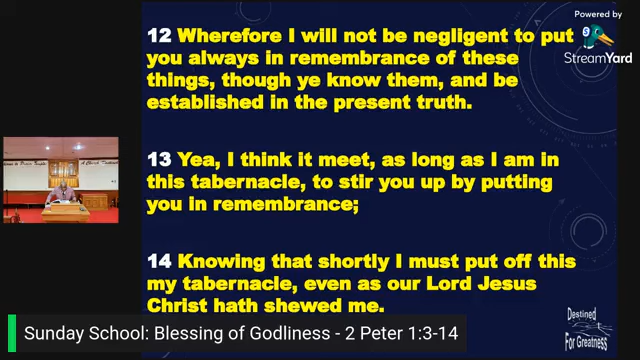 Powered by
StreamYard
12 Wherefore I will not be negligent to put
you always in remembrance of these
things, though ye know them, and be
established in the present truth.
13 Yea, I think it meet, as long as I am in
this tabernacle, to stir you up by putting
you in remembrance;
14 Knowing that shortly I must put off this
my tabernacle, even as our Lord Jesus
Christ hath shewed me.
Destined
For Greatness
Sunday School: Blessing of Godliness - 2 Peter 1:3-14